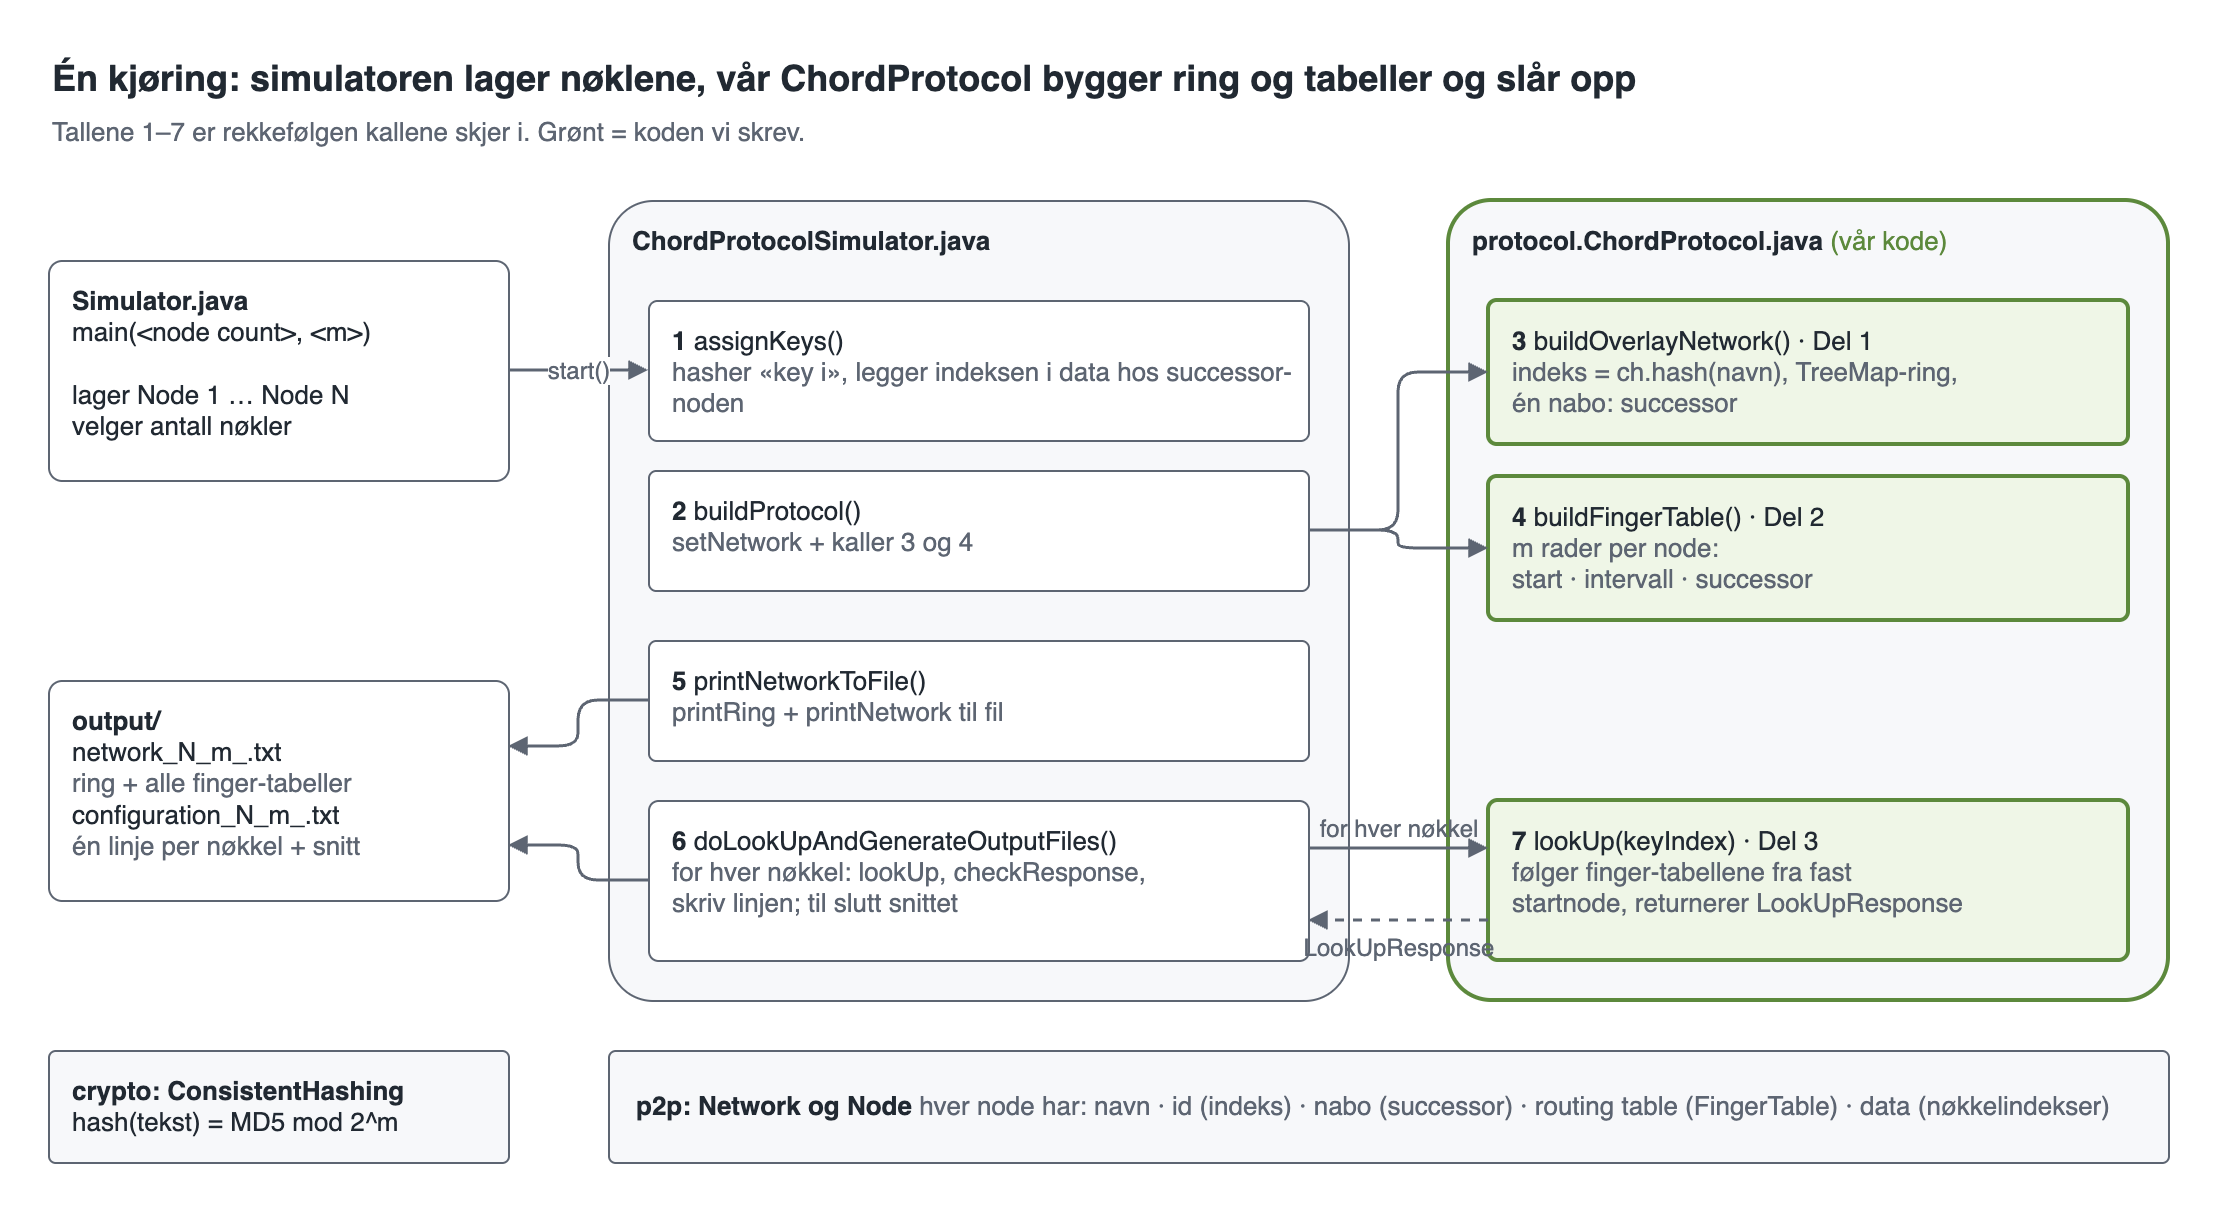 Én kjøring: simulatoren lager nøklene, vår ChordProtocol bygger ring og tabeller og slår opp
Tallene 1–7 er rekkefølgen kallene skjer i. Grønt = koden vi skrev.
Simulator.java
main(<node count>, <m>)
lager Node 1 … Node N
velger antall nøkler
start()
ChordProtocolSimulator.java
1 assignKeys()
hasher «key i», legger indeksen i data hos successor-
noden
2 buildProtocol()
setNetwork + kaller 3 og 4
5 printNetworkToFile()
printRing + printNetwork til fil
6 doLookUpAndGenerateOutputFiles()
for hver nøkkel: lookUp, checkResponse,
skriv linjen; til slutt snittet
protocol.ChordProtocol.java (vår kode)
3 buildOverlayNetwork() · Del 1
indeks = ch.hash(navn), TreeMap-ring,
én nabo: successor
4 buildFingerTable() · Del 2
m rader per node:
start · intervall · successor
for hver nøkkel
7 lookUp(keyIndex) · Del 3
følger finger-tabellene fra fast
startnode, returnerer LookUpResponse
LookUpResponse
output/
network_N_m_.txt
ring + alle finger-tabeller
configuration_N_m_.txt
én linje per nøkkel + snitt
crypto: ConsistentHashing
hash(tekst) = MD5 mod 2^m
p2p: Network og Node hver node har: navn · id (indeks) · nabo (successor) · routing table (FingerTable) · data (nøkkelindekser)